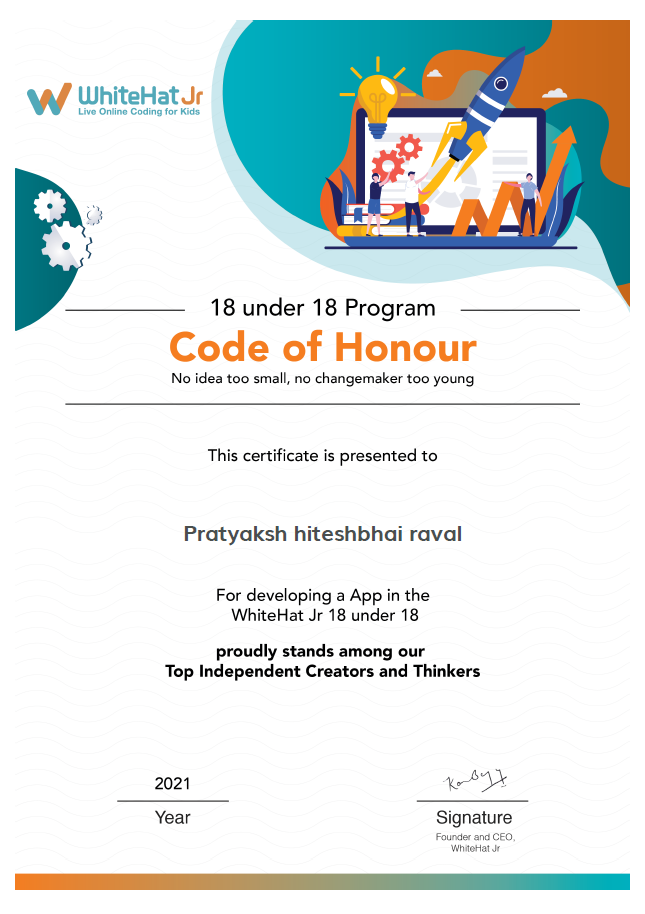 WhiteHat Jr
Live Online Coding for Kids
18 under 18 Program
Code of Honour
No idea too small, no changemaker too young
This certificate is presented to
Pratyaksh hiteshbhai raval
For developing a App in the
WhiteHat Jr 18 under 18
proudly stands among our
Top Independent Creators and Thinkers
2021
Year
Signature
Founder and CEO,
WhiteHat Jr